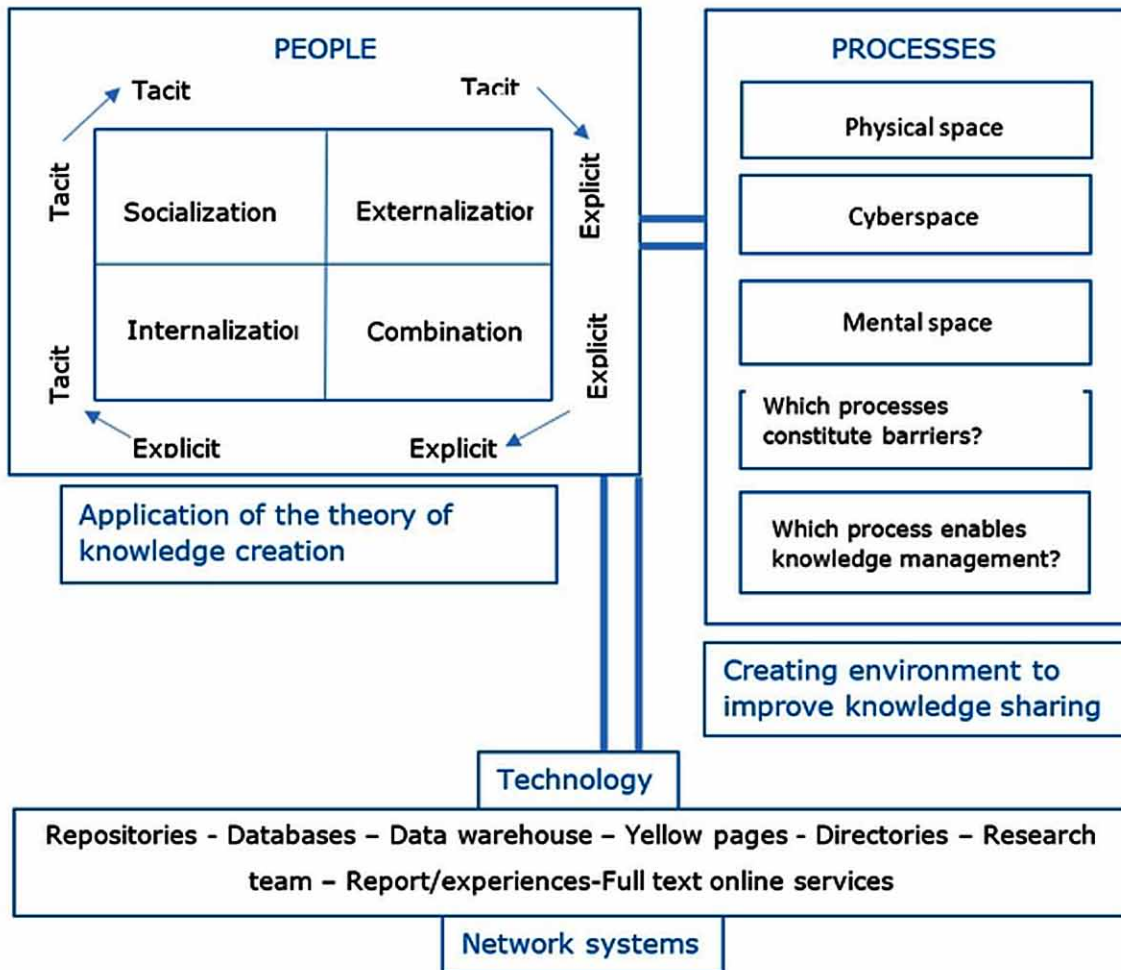 PEOPLE
Tacit
Tacit
Tacit
Explicit
Socialization
Externalization
Internalization
Combination
Tacit
Explicit
Explicit
Explicit
Application of the theory of
knowledge creation
PROCESSES
Physical space
Cyberspace
Mental space
Which processes
constitute barriers?
Which process enables
knowledge management?
Creating environment to
improve knowledge sharing
Technology
Repositories - Databases – Data warehouse – Yellow pages - Directories – Research
team – Report/experiences-Full text online services
Network systems